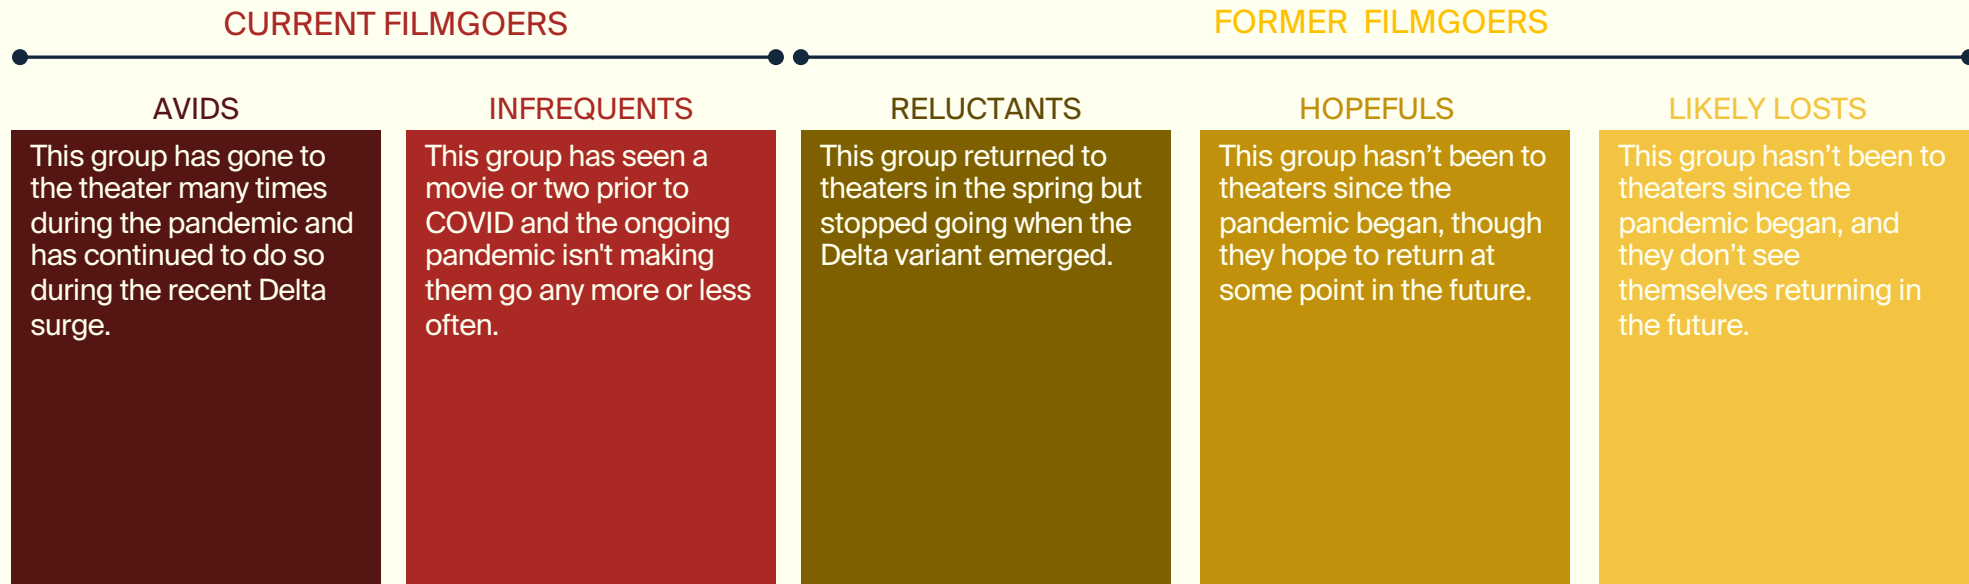 CURRENT FILMGOERS
FORMER FILMGOERS
AVIDS
This group has gone to
the theater many times
during the pandemic and
has continued to do so
during the recent Delta
surge.
INFREQUENTS
This group has seen a
movie or two prior to
COVID and the ongoing
pandemic isn't making
them go any more or less
often.
RELUCTANTS
This group returned to
theaters in the spring but
stopped going when the
Delta variant emerged.
HOPEFULS
This group hasn’t been to
theaters since the
pandemic began, though
they hope to return at
some point in the future.
LIKELY LOSTS
This group hasn’t been to
theaters since the
pandemic began, and
they don’t see
themselves returning in
the future.